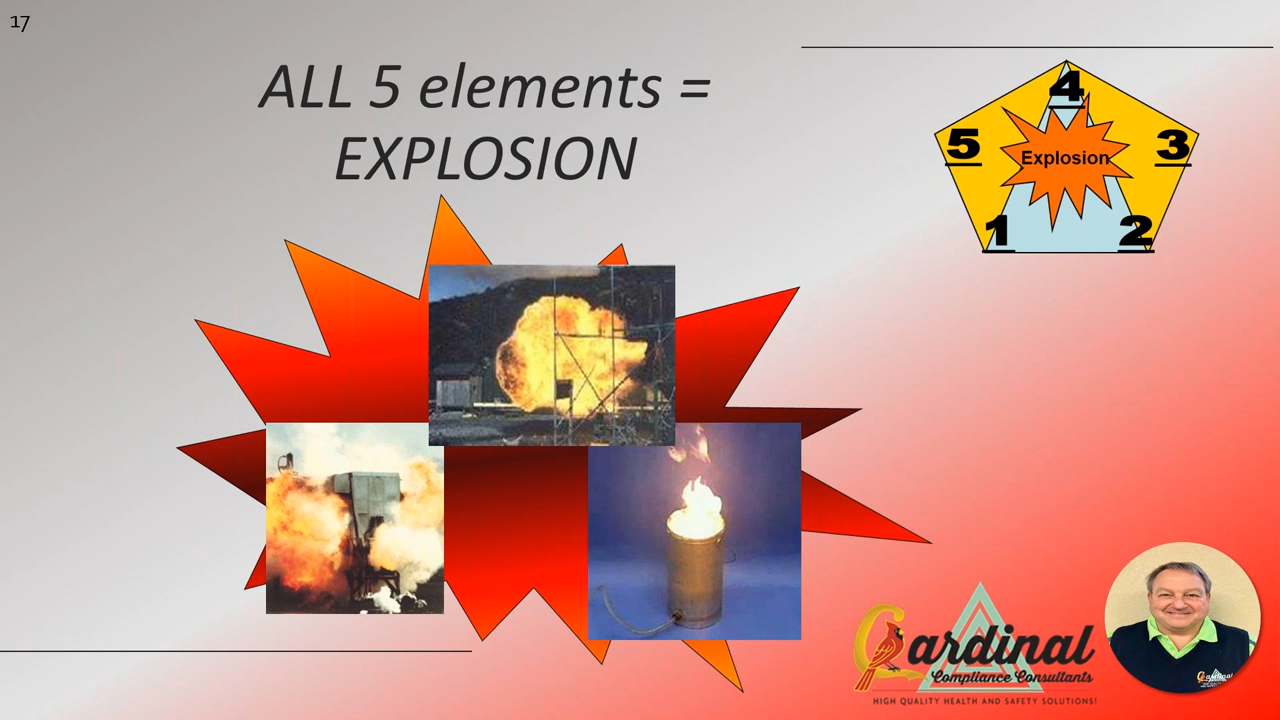 17
ALL 5 elements =
EXPLOSION
4
5
3
Explosion
1
2
Cardinal
Compliance Consultants
HIGH QUALITY HEALTH AND SAFETY SOLUTIONS!
Cardinal